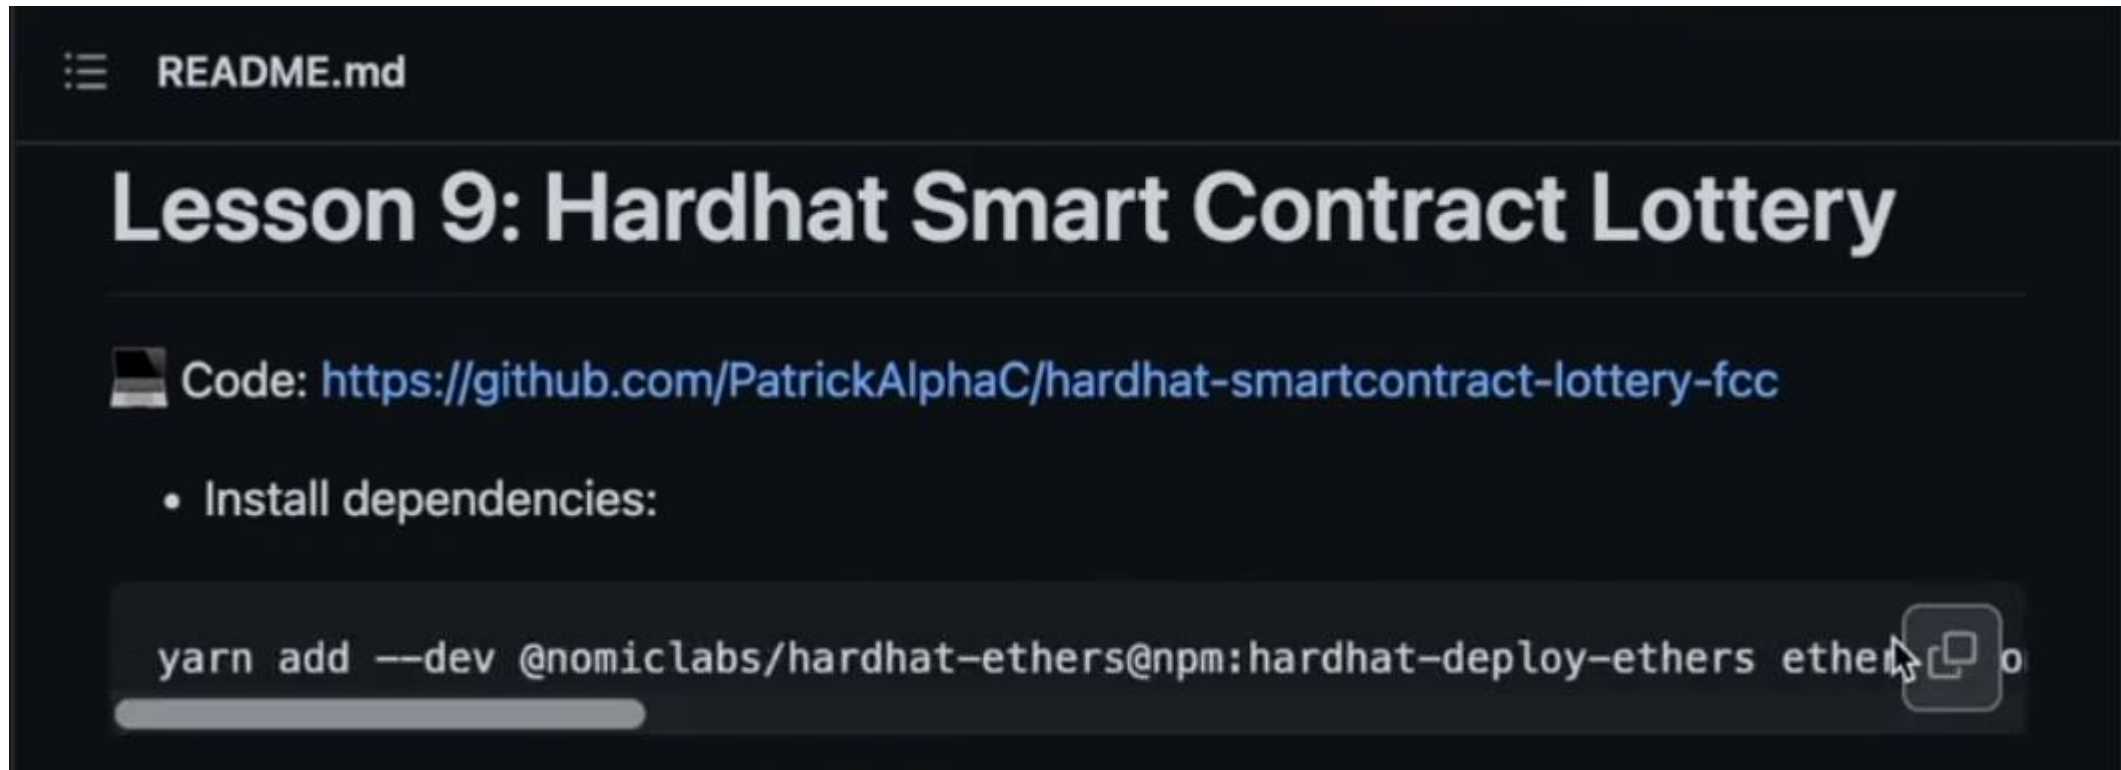 README.md
Lesson 9: Hardhat Smart Contract Lottery
Code: https://github.com/PatrickAlphaC/hardhat-smartcontract-lottery-fcc
• Install dependencies:
yarn add --dev @nomiclabs/hardhat-ethers@npm:hardhat-deploy-ethers ether